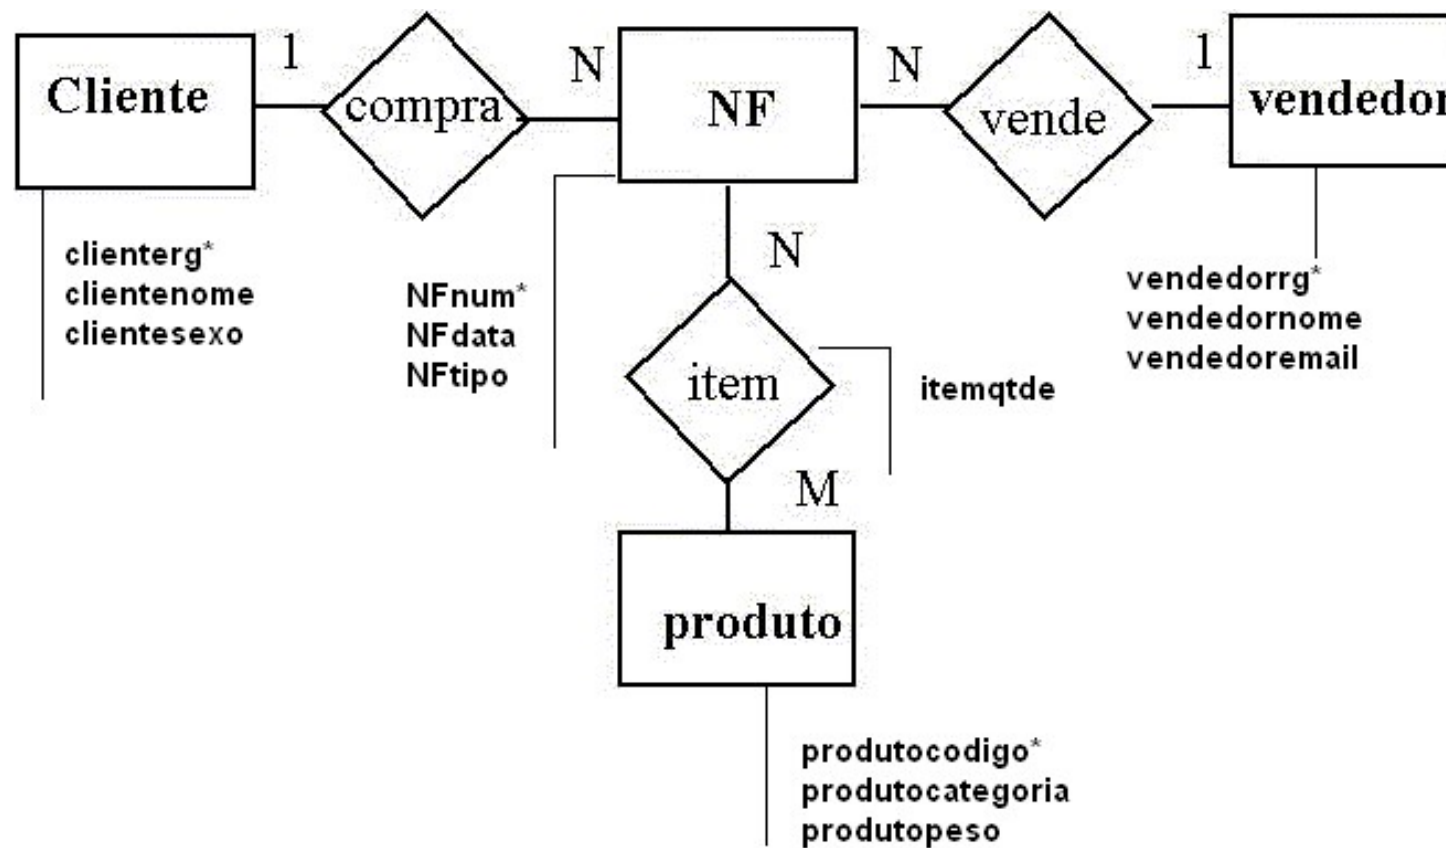 Cliente
1
compra
N
NF
N
vende
1
vendedor
clienterg*
clientenome
clientesexo
NFnum*
NFdata
NFtipo
N
item
itemqtde
vendedorrg*
vendedornome
vendedoremail
M
produto
produtocodigo*
produtocategoria
produtopeso